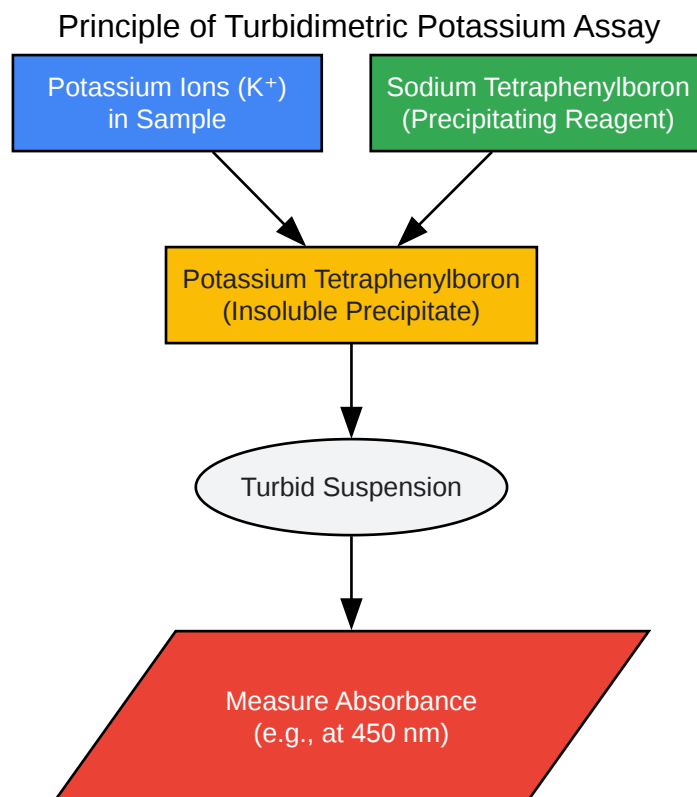 Principle of Turbidimetric Potassium Assay
Potassium Ions (K⁺)
in Sample
Sodium Tetraphenylboron
(Precipitating Reagent)
Potassium Tetraphenylboron
(Insoluble Precipitate)
Turbid Suspension
Measure Absorbance
(e.g., at 450 nm)